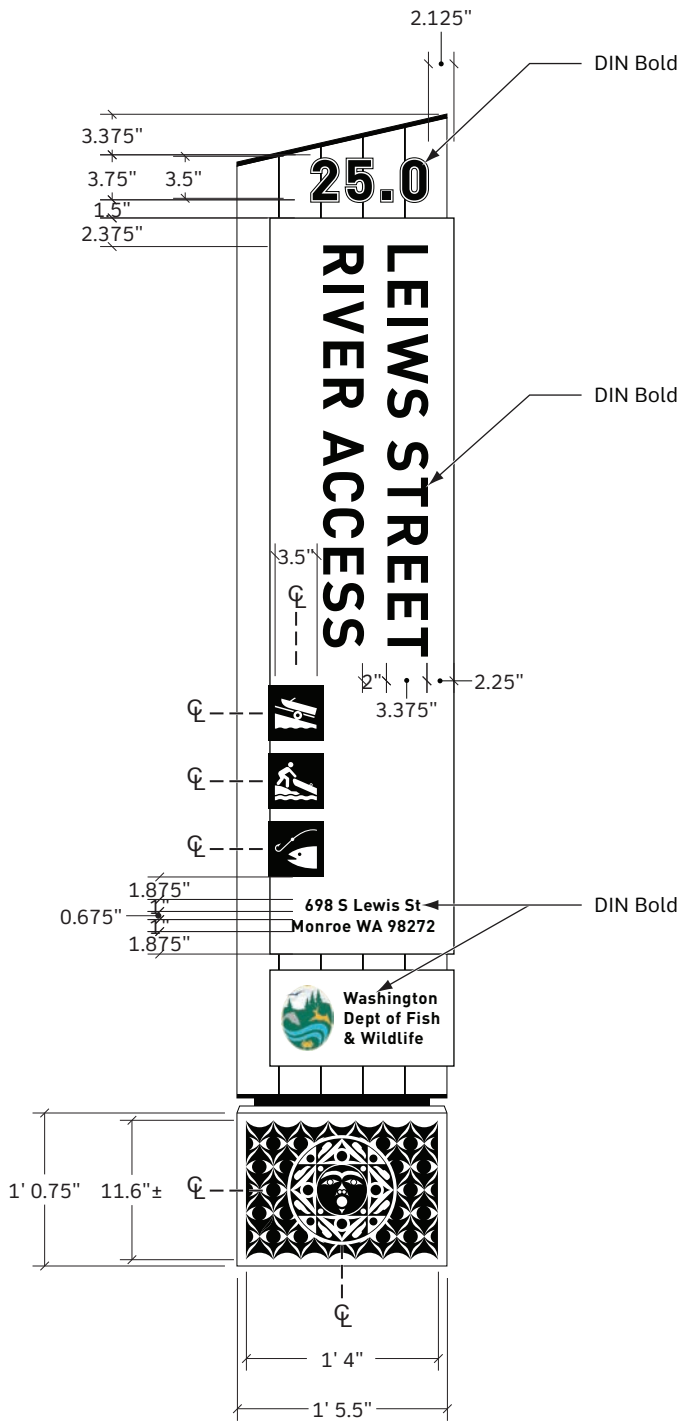 2.125"
DIN Bold
3.375"
3.75"
3.5"
1.5"
2.375"
25.0
LEIWS STREET
RIVER ACCESS
DIN Bold
3.5"
℄
2"
2.25"
3.375"
℄
℄
℄
1.875"
1"
0.675"
1"
1.875"
698 S Lewis St
Monroe WA 98272
DIN Bold
Washington
Dept of Fish
& Wildlife
1' 0.75"
11.6"±
℄
℄
1' 4"
1' 5.5"